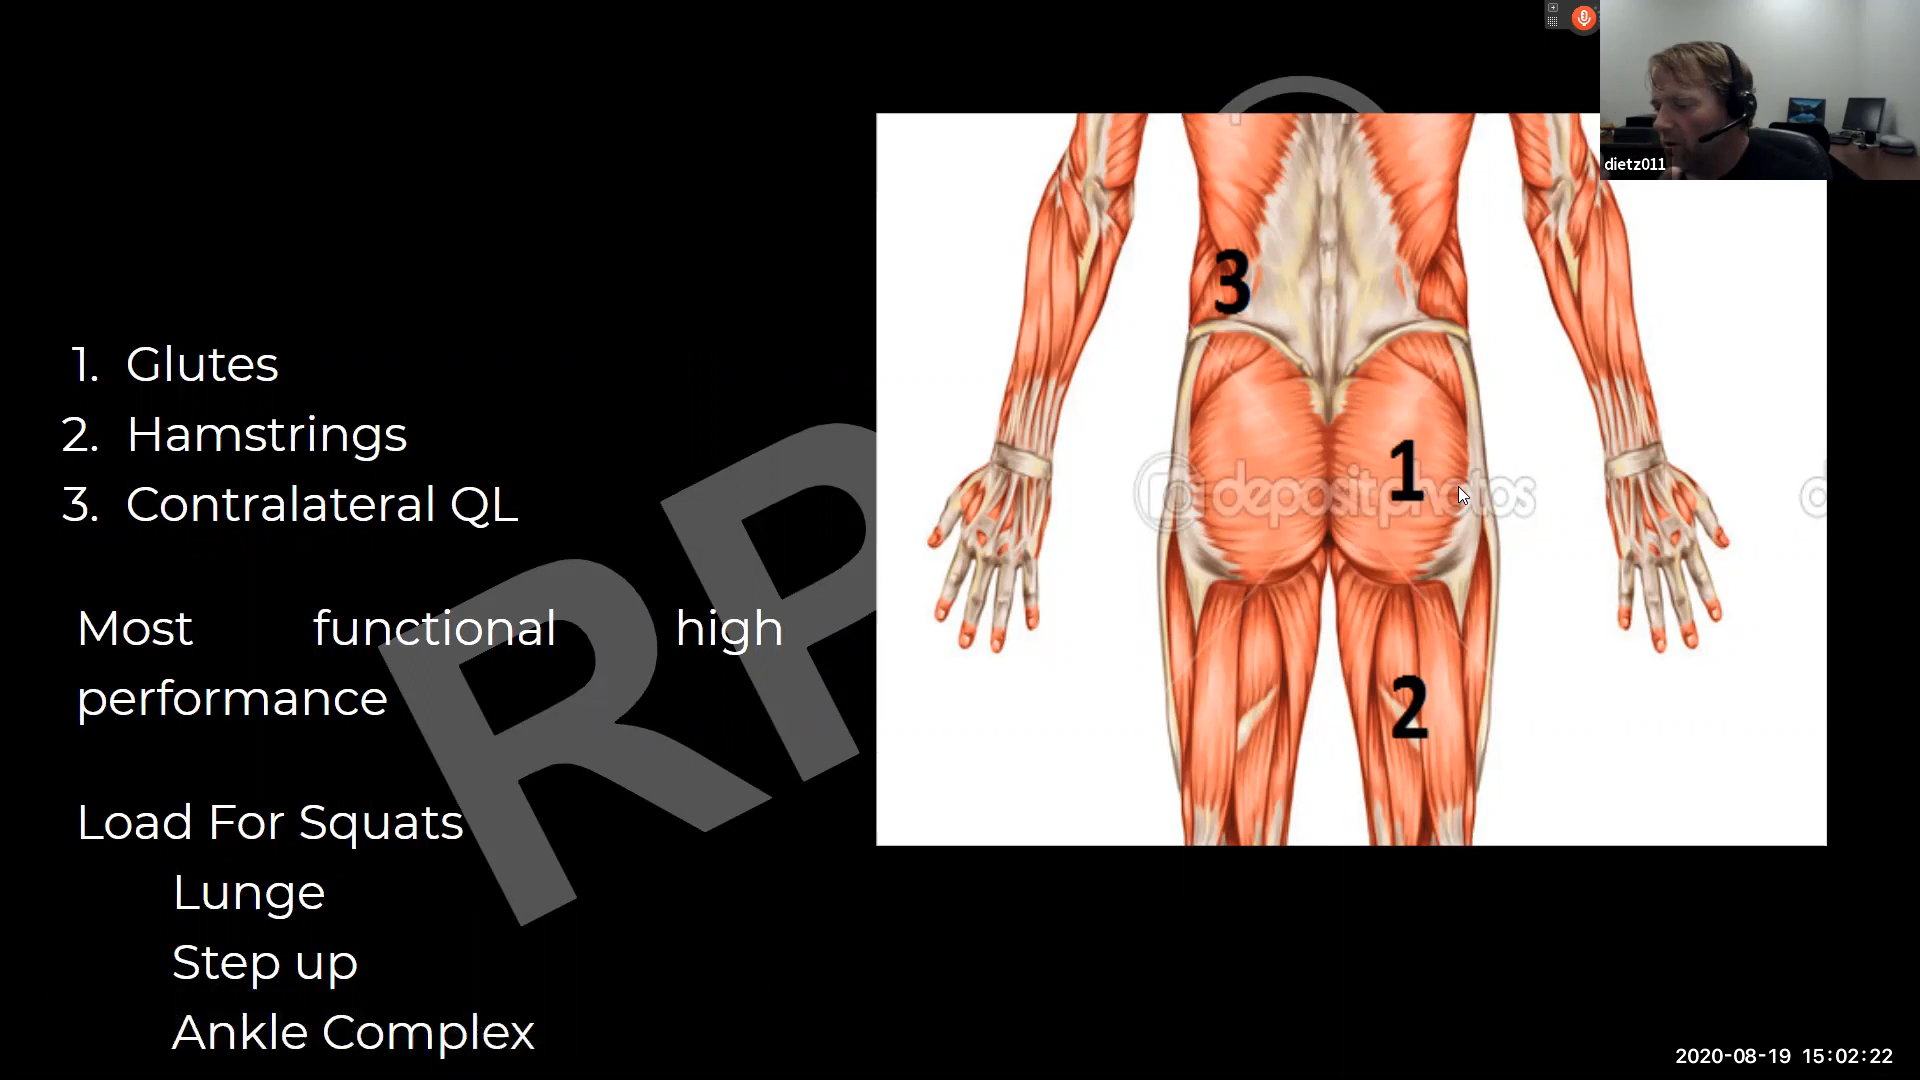 dietz011
1. Glutes
2. Hamstrings
3. Contralateral QL
Most functional high
performance
Load For Squats
Lunge
Step up
Ankle Complex
3
1
depositphotos
2
RP
2020-08-19 15:02:22